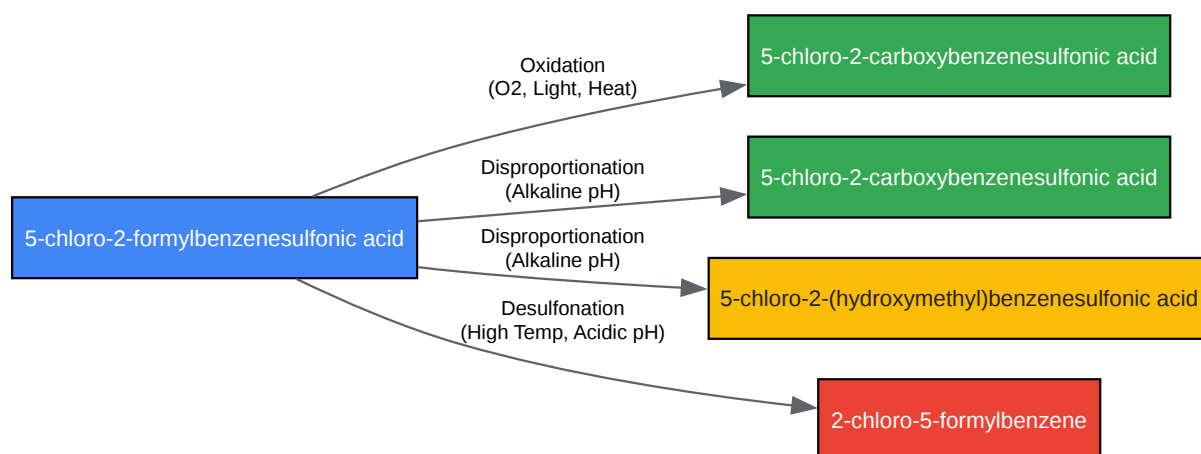 5-chloro-2-carboxybenzenesulfonic acid
Oxidation
(O2, Light, Heat)
5-chloro-2-carboxybenzenesulfonic acid
Disproportionation
(Alkaline pH)
5-chloro-2-formylbenzenesulfonic acid
Disproportionation
(Alkaline pH)
5-chloro-2-(hydroxymethyl)benzenesulfonic acid
Desulfonation
(High Temp, Acidic pH)
2-chloro-5-formylbenzene